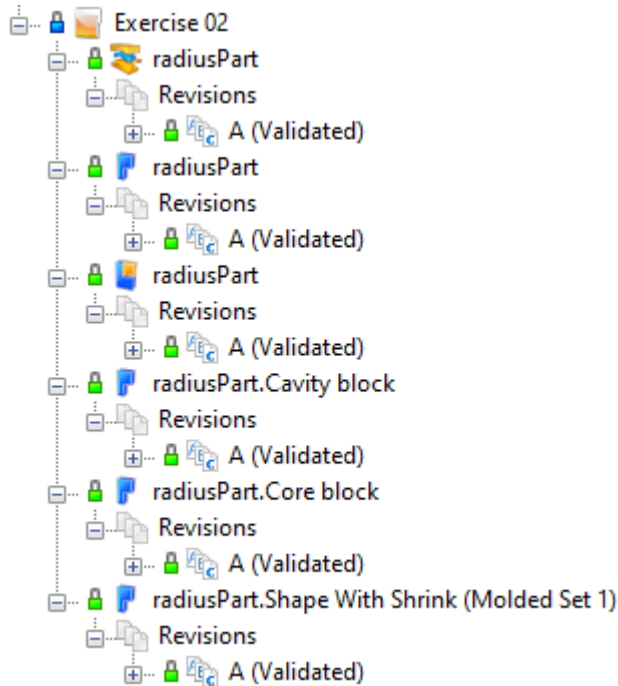 Exercise 02
radiusPart
Revisions
A (Validated)
radiusPart
Revisions
A (Validated)
radiusPart
Revisions
A (Validated)
radiusPart.Cavity block
Revisions
A (Validated)
radiusPart.Core block
Revisions
A (Validated)
radiusPart.Shape With Shrink (Molded Set 1)
Revisions
A (Validated)